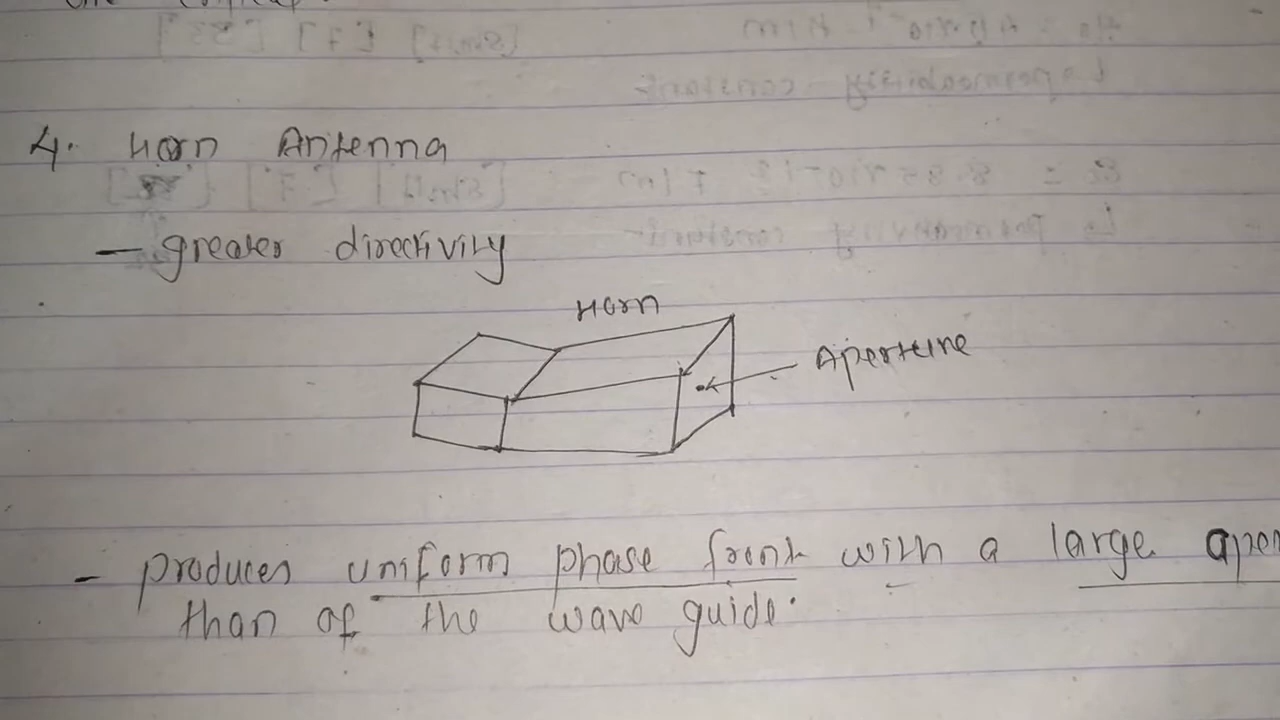 4. Horn Antenna
- greater directivity
Horn
Aperture
- produces uniform phase front with a large aper
than of the wave guide.